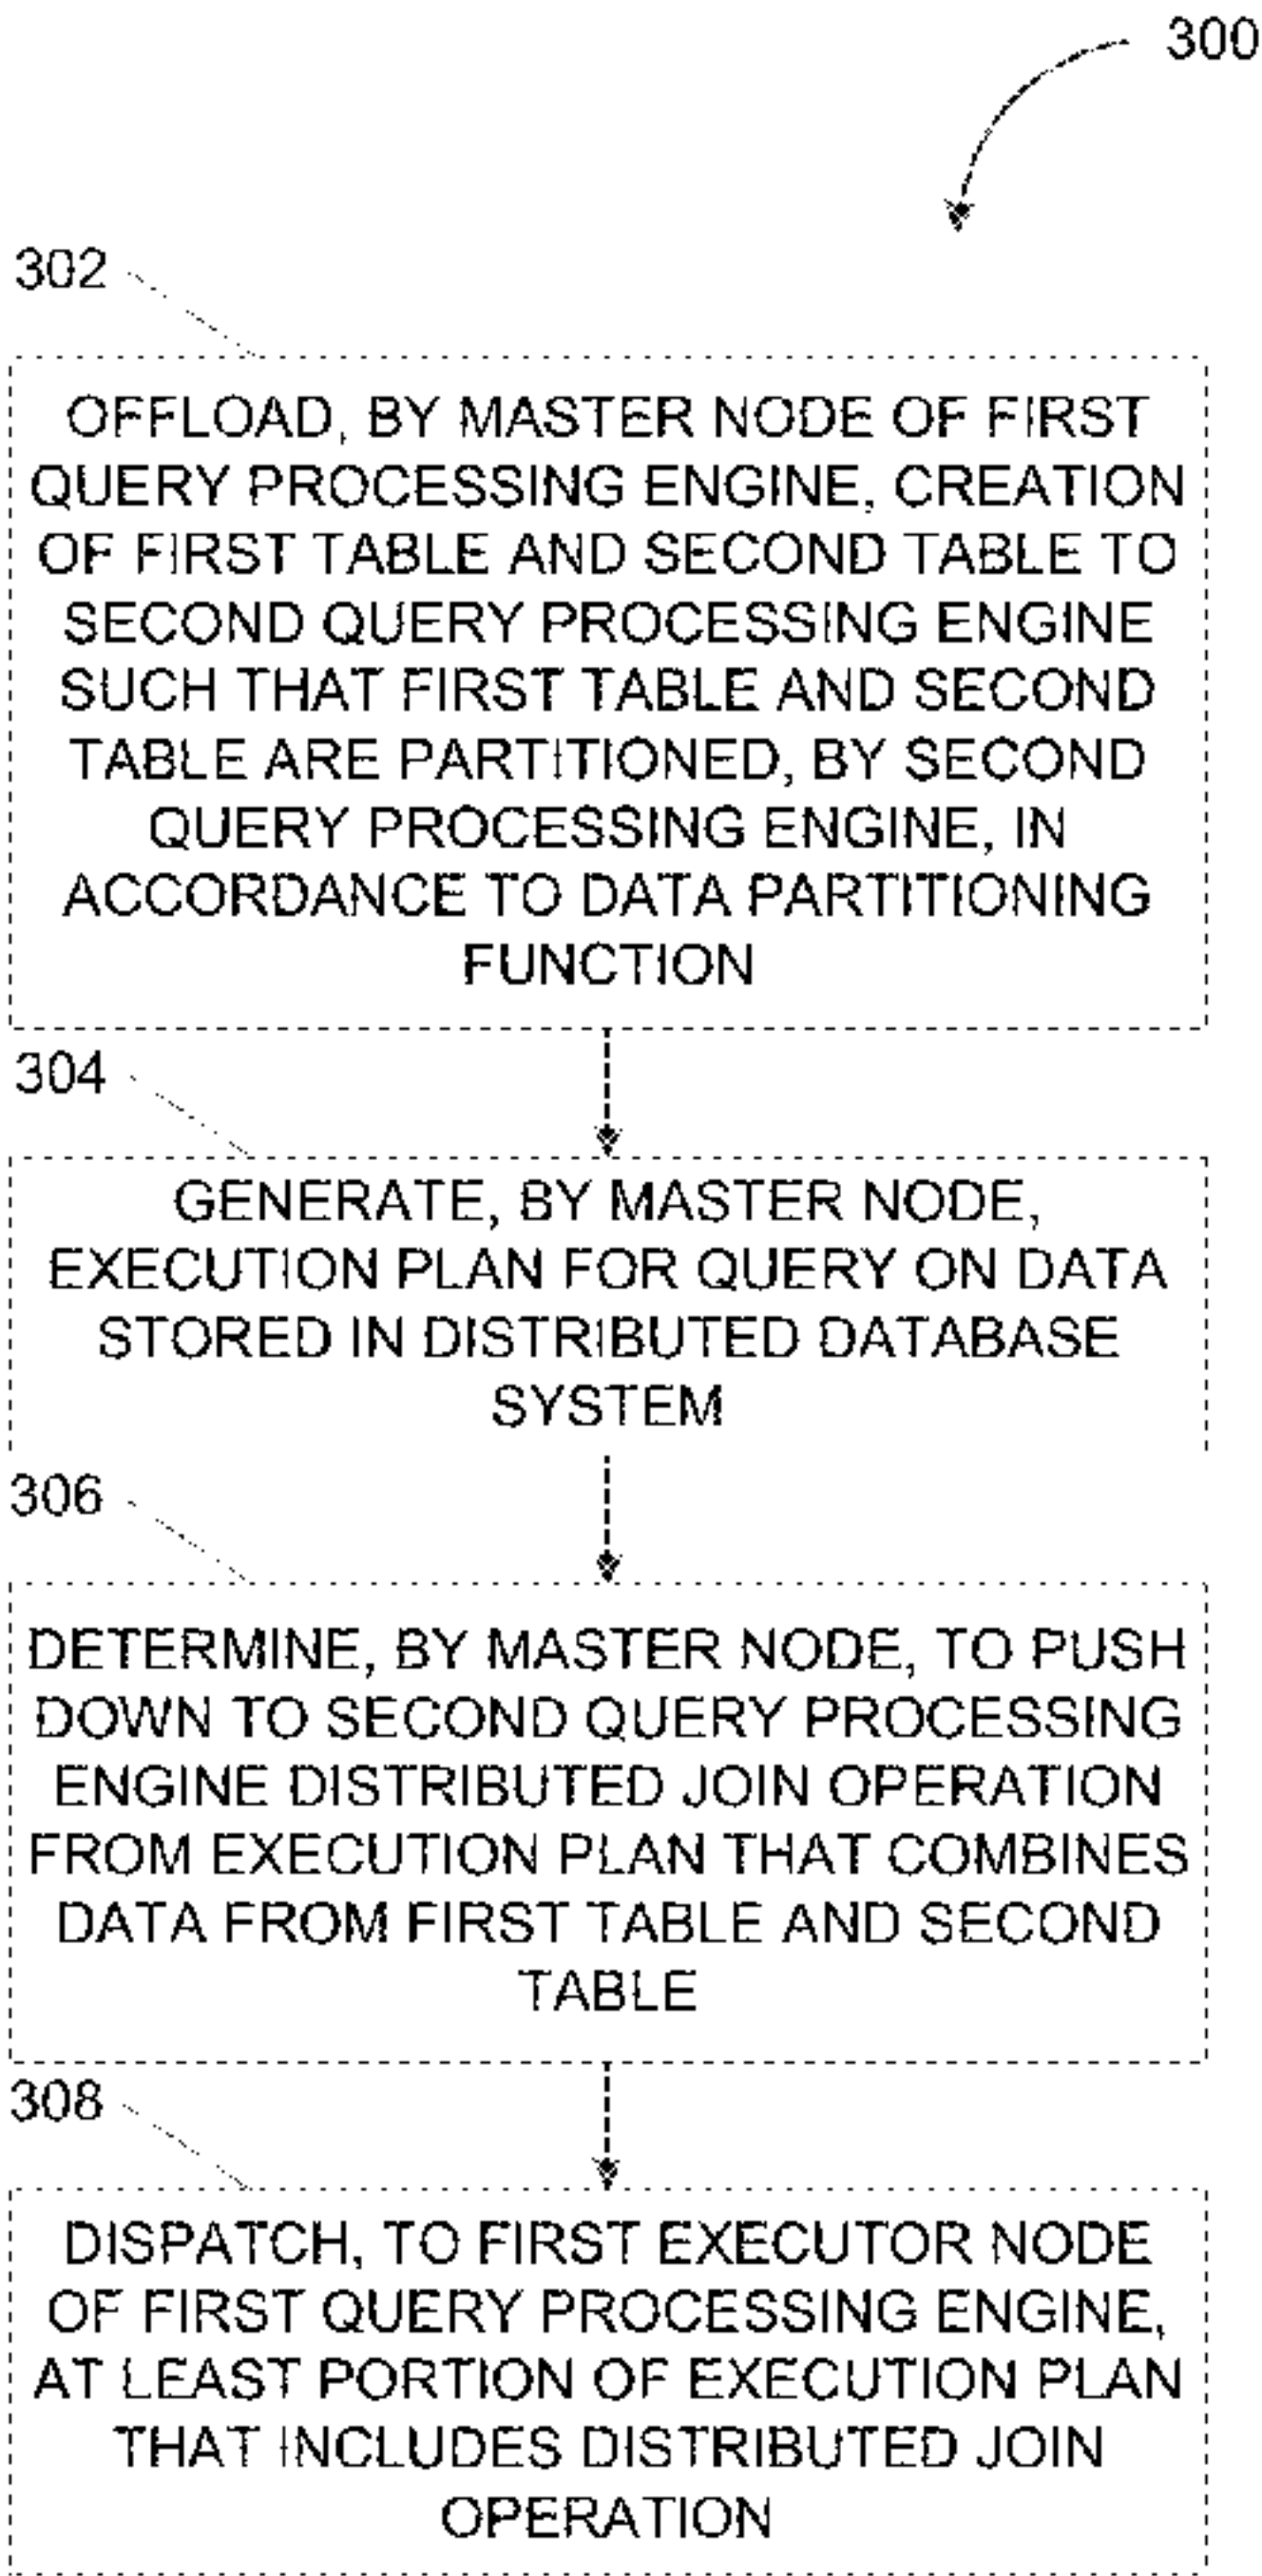 300
302
OFFLOAD, BY MASTER NODE OF FIRST
QUERY PROCESSING ENGINE, CREATION
OF FIRST TABLE AND SECOND TABLE TO
SECOND QUERY PROCESSING ENGINE
SUCH THAT FIRST TABLE AND SECOND
TABLE ARE PARTITIONED, BY SECOND
QUERY PROCESSING ENGINE, IN
ACCORDANCE TO DATA PARTITIONING
FUNCTION
304
GENERATE, BY MASTER NODE,
EXECUTION PLAN FOR QUERY ON DATA
STORED IN DISTRIBUTED DATABASE
SYSTEM
306
DETERMINE, BY MASTER NODE, TO PUSH
DOWN TO SECOND QUERY PROCESSING
ENGINE DISTRIBUTED JOIN OPERATION
FROM EXECUTION PLAN THAT COMBINES
DATA FROM FIRST TABLE AND SECOND
TABLE
308
DISPATCH, TO FIRST EXECUTOR NODE
OF FIRST QUERY PROCESSING ENGINE,
AT LEAST PORTION OF EXECUTION PLAN
THAT INCLUDES DISTRIBUTED JOIN
OPERATION